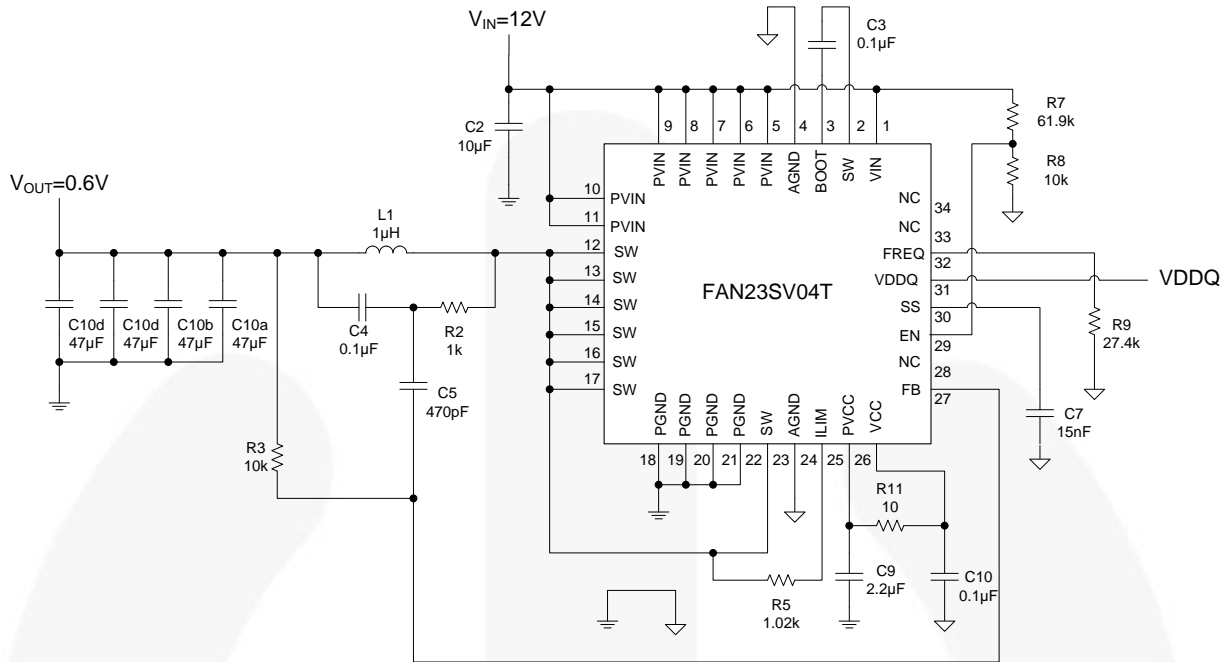 VIN=12V
C3
0.1µF
C2
10µF
R7
61.9k
R8
10k
9 8 7 6 5 4 3 2 1
PVIN PVIN PVIN PVIN PVIN AGND BOOT SW VIN
VOUT=0.6V
L1
1µH
10 PVIN
11 PVIN
12 SW
13 SW
14 SW
15 SW
16 SW
17 SW
FAN23SV04T
NC 34
NC 33
FREQ 32
VDDQ 31
SS 30
EN 29
NC 28
FB 27
VDDQ
R9
27.4k
C7
15nF
C10d
47µF
C10d
47µF
C10b
47µF
C10a
47µF
C4
0.1µF
R2
1k
C5
470pF
R3
10k
PGND PGND PGND PGND SW AGND ILIM PVCC VCC
18 19 20 21 22 23 24 25 26
R11
10
C9
2.2µF
C10
0.1µF
R5
1.02k